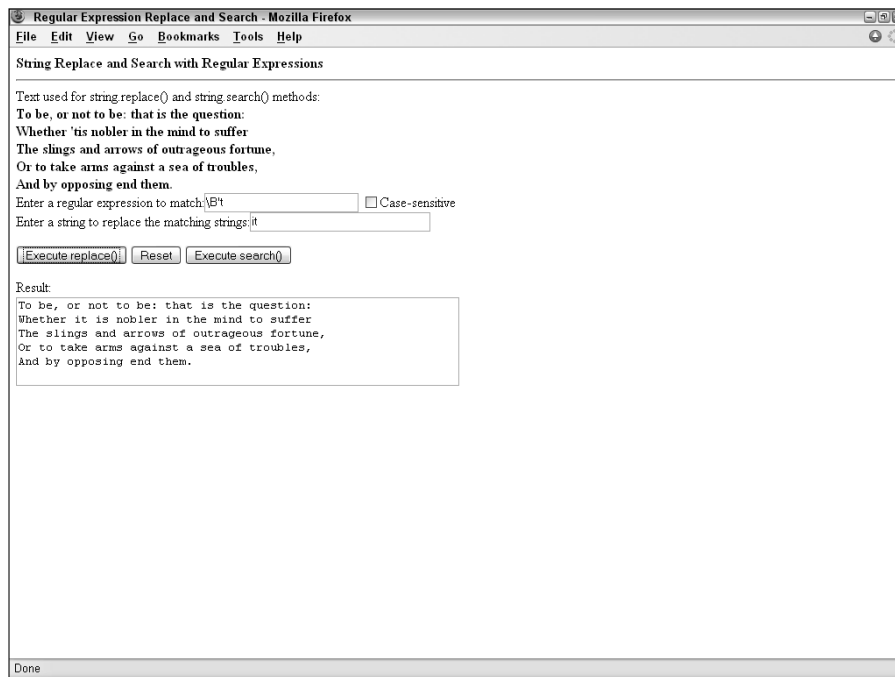 Regular Expression Replace and Search - Mozilla Firefox
File Edit View Go Bookmarks Tools Help
String Replace and Search with Regular Expressions
Text used for string.replace() and string.search() methods:
To be, or not to be: that is the question:
Whether 'tis nobler in the mind to suffer
The slings and arrows of outrageous fortune,
Or to take arms against a sea of troubles,
And by opposing end them.
Enter a regular expression to match: \B't Case-sensitive
Enter a string to replace the matching strings: it
Execute replace() Reset Execute search()
Result:
To be, or not to be: that is the question:
Whether it is nobler in the mind to suffer
The slings and arrows of outrageous fortune,
Or to take arms against a sea of troubles,
And by opposing end them.
Done